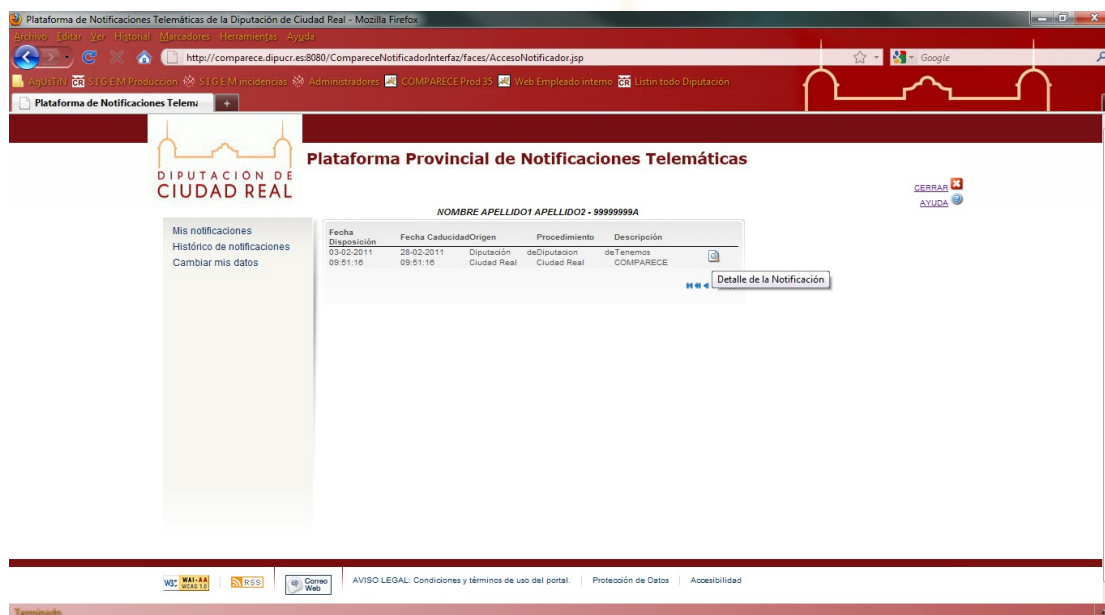 Plataforma de Notificaciones Telemáticas de la Diputación de Ciudad Real - Mozilla Firefox
Archivo Editar Ver Historial Marcadores Herramientas Ayuda
http://comparece.dipucr.es:8080/CompareceNotificadorInterfaz/faces/AccesoNotificador.jsp
Google
AgUsTiN CR S I G E M Produccion S I G E M incidencias Administradores COMPARECE Prod 35 Web Empleado interno CR Listin todo Diputación
Plataforma de Notificaciones Telem
DIPUTACIÓN DE
CIUDAD REAL
Plataforma Provincial de Notificaciones Telemáticas
CERRAR
AYUDA
NOMBRE APELLIDO1 APELLIDO2 - 99999999A
Mis notificaciones
Histórico de notificaciones
Cambiar mis datos
Fecha Disposición Fecha CaducidadOrigen Procedimiento Descripción
03-02-2011 28-02-2011 Diputación deDiputacion deTenemos
09:51:16 09:51:16 Ciudad Real Ciudad Real COMPARECE
Detalle de la Notificación
W3C WAI-AA WCAG 1.0
RSS
Correo Web
AVISO LEGAL: Condiciones y términos de uso del portal. Protección de Datos Accesibilidad
Terminado